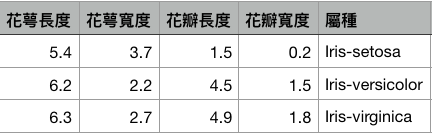 花萼長度 花萼寬度 花瓣長度 花瓣寬度 屬種
5.4 3.7 1.5 0.2 Iris-setosa
6.2 2.2 4.5 1.5 Iris-versicolor
6.3 2.7 4.9 1.8 Iris-virginica